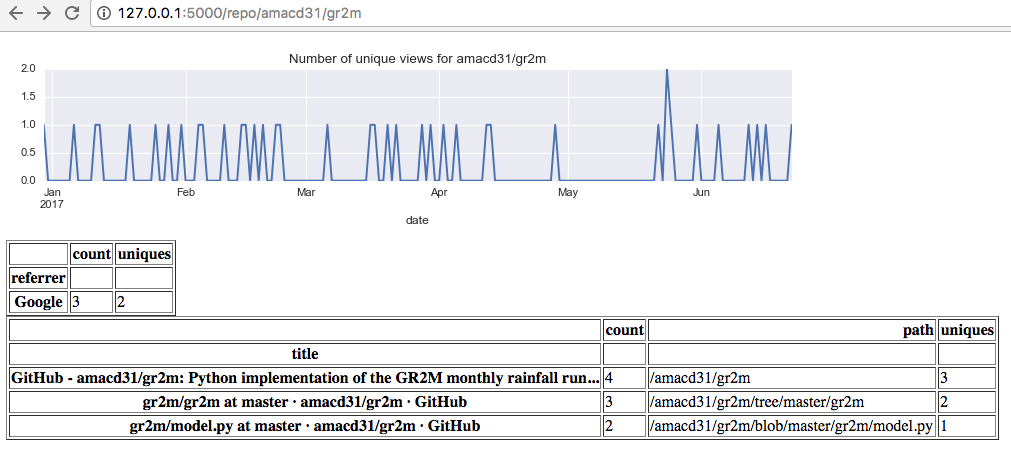 127.0.0.1:5000/repo/amacd31/gr2m
Number of unique views for amacd31/gr2m
2.0
1.5
1.0
0.5
0.0
Jan Feb Mar Apr May Jun
2017
date
count uniques
referrer
Google 3 2
count path uniques
title
GitHub - amacd31/gr2m: Python implementation of the GR2M monthly rainfall run... 4 /amacd31/gr2m 3
gr2m/gr2m at master · amacd31/gr2m · GitHub 3 /amacd31/gr2m/tree/master/gr2m 2
gr2m/model.py at master · amacd31/gr2m · GitHub 2 /amacd31/gr2m/blob/master/gr2m/model.py 1